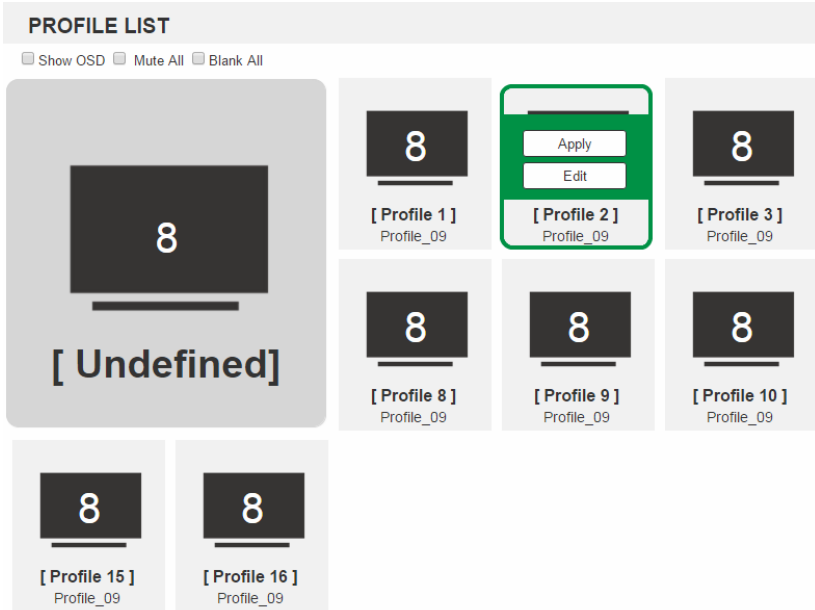 PROFILE LIST
Show OSD Mute All Blank All
8
[ Undefined]
8
[ Profile 1 ]
Profile_09
Apply
Edit
[ Profile 2 ]
Profile_09
8
[ Profile 3 ]
Profile_09
8
[ Profile 8 ]
Profile_09
8
[ Profile 9 ]
Profile_09
8
[ Profile 10 ]
Profile_09
8
[ Profile 15 ]
Profile_09
8
[ Profile 16 ]
Profile_09